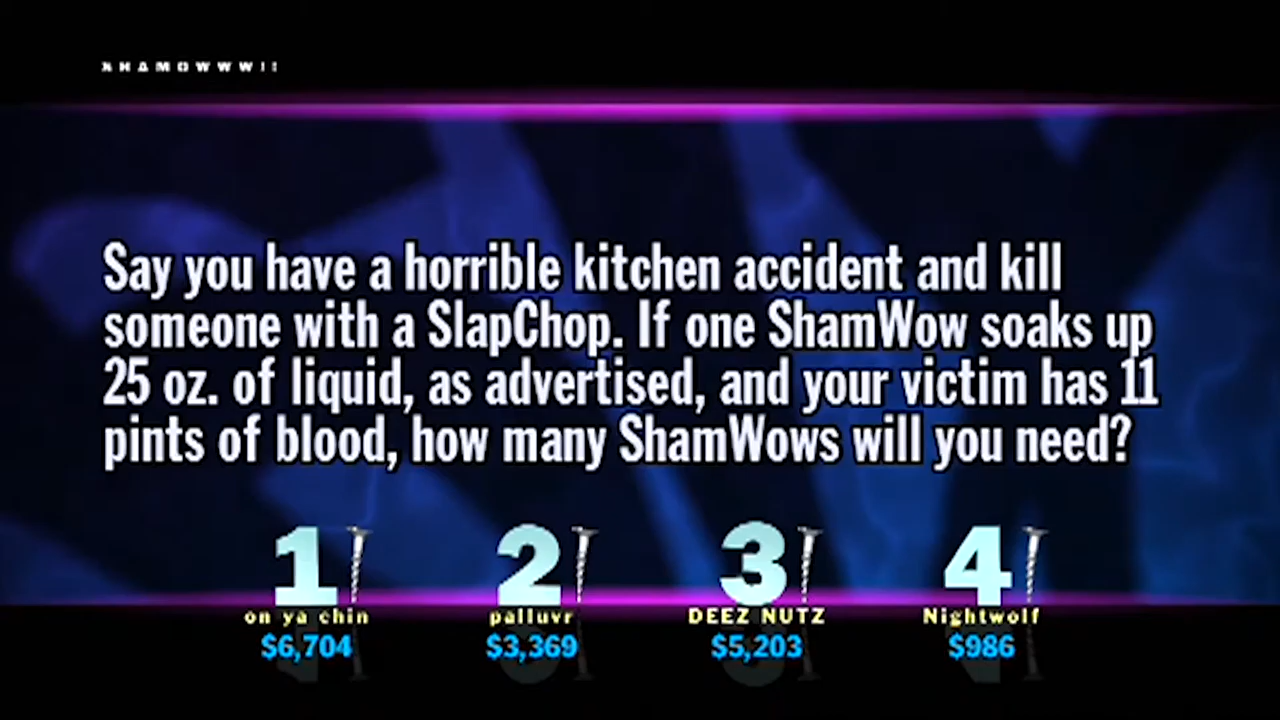 SHAMOWWW!!
Say you have a horrible kitchen accident and kill
someone with a SlapChop. If one ShamWow soaks up
25 oz. of liquid, as advertised, and your victim has 11
pints of blood, how many ShamWows will you need?
1 2 3 4
on ya chin palluvr DEEZ NUTZ Nightwolf
$6,704 $3,369 $5,203 $986